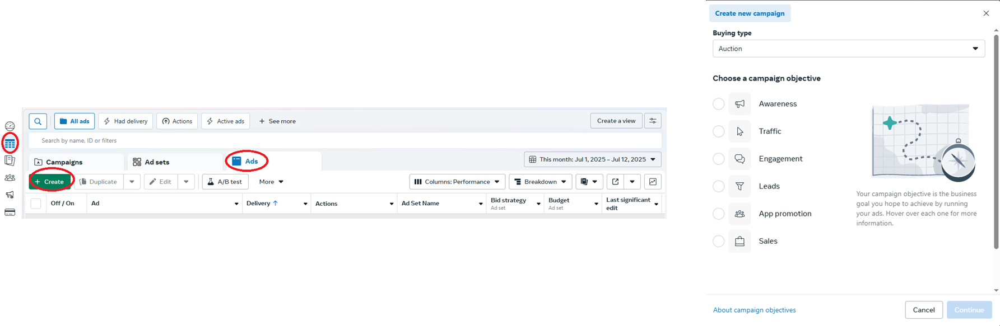 All ads
Had delivery
Actions
Active ads
See more
Create a view
Search by name, ID or filters
Campaigns
Ad sets
Ads
This month: Jul 1, 2025 – Jul 12, 2025
+ Create
Duplicate
Edit
A/B test
More
Columns: Performance
Breakdown
Off / On
Ad
Delivery ↑
Actions
Ad Set Name
Bid strategy
Ad set
Budget
Ad set
Last significant
edit
Create new campaign
Buying type
Auction
Choose a campaign objective
Awareness
Traffic
Engagement
Leads
App promotion
Sales
Your campaign objective is the business
goal you hope to achieve by running
your ads. Hover over each one for more
information.
About campaign objectives
Cancel
Continue